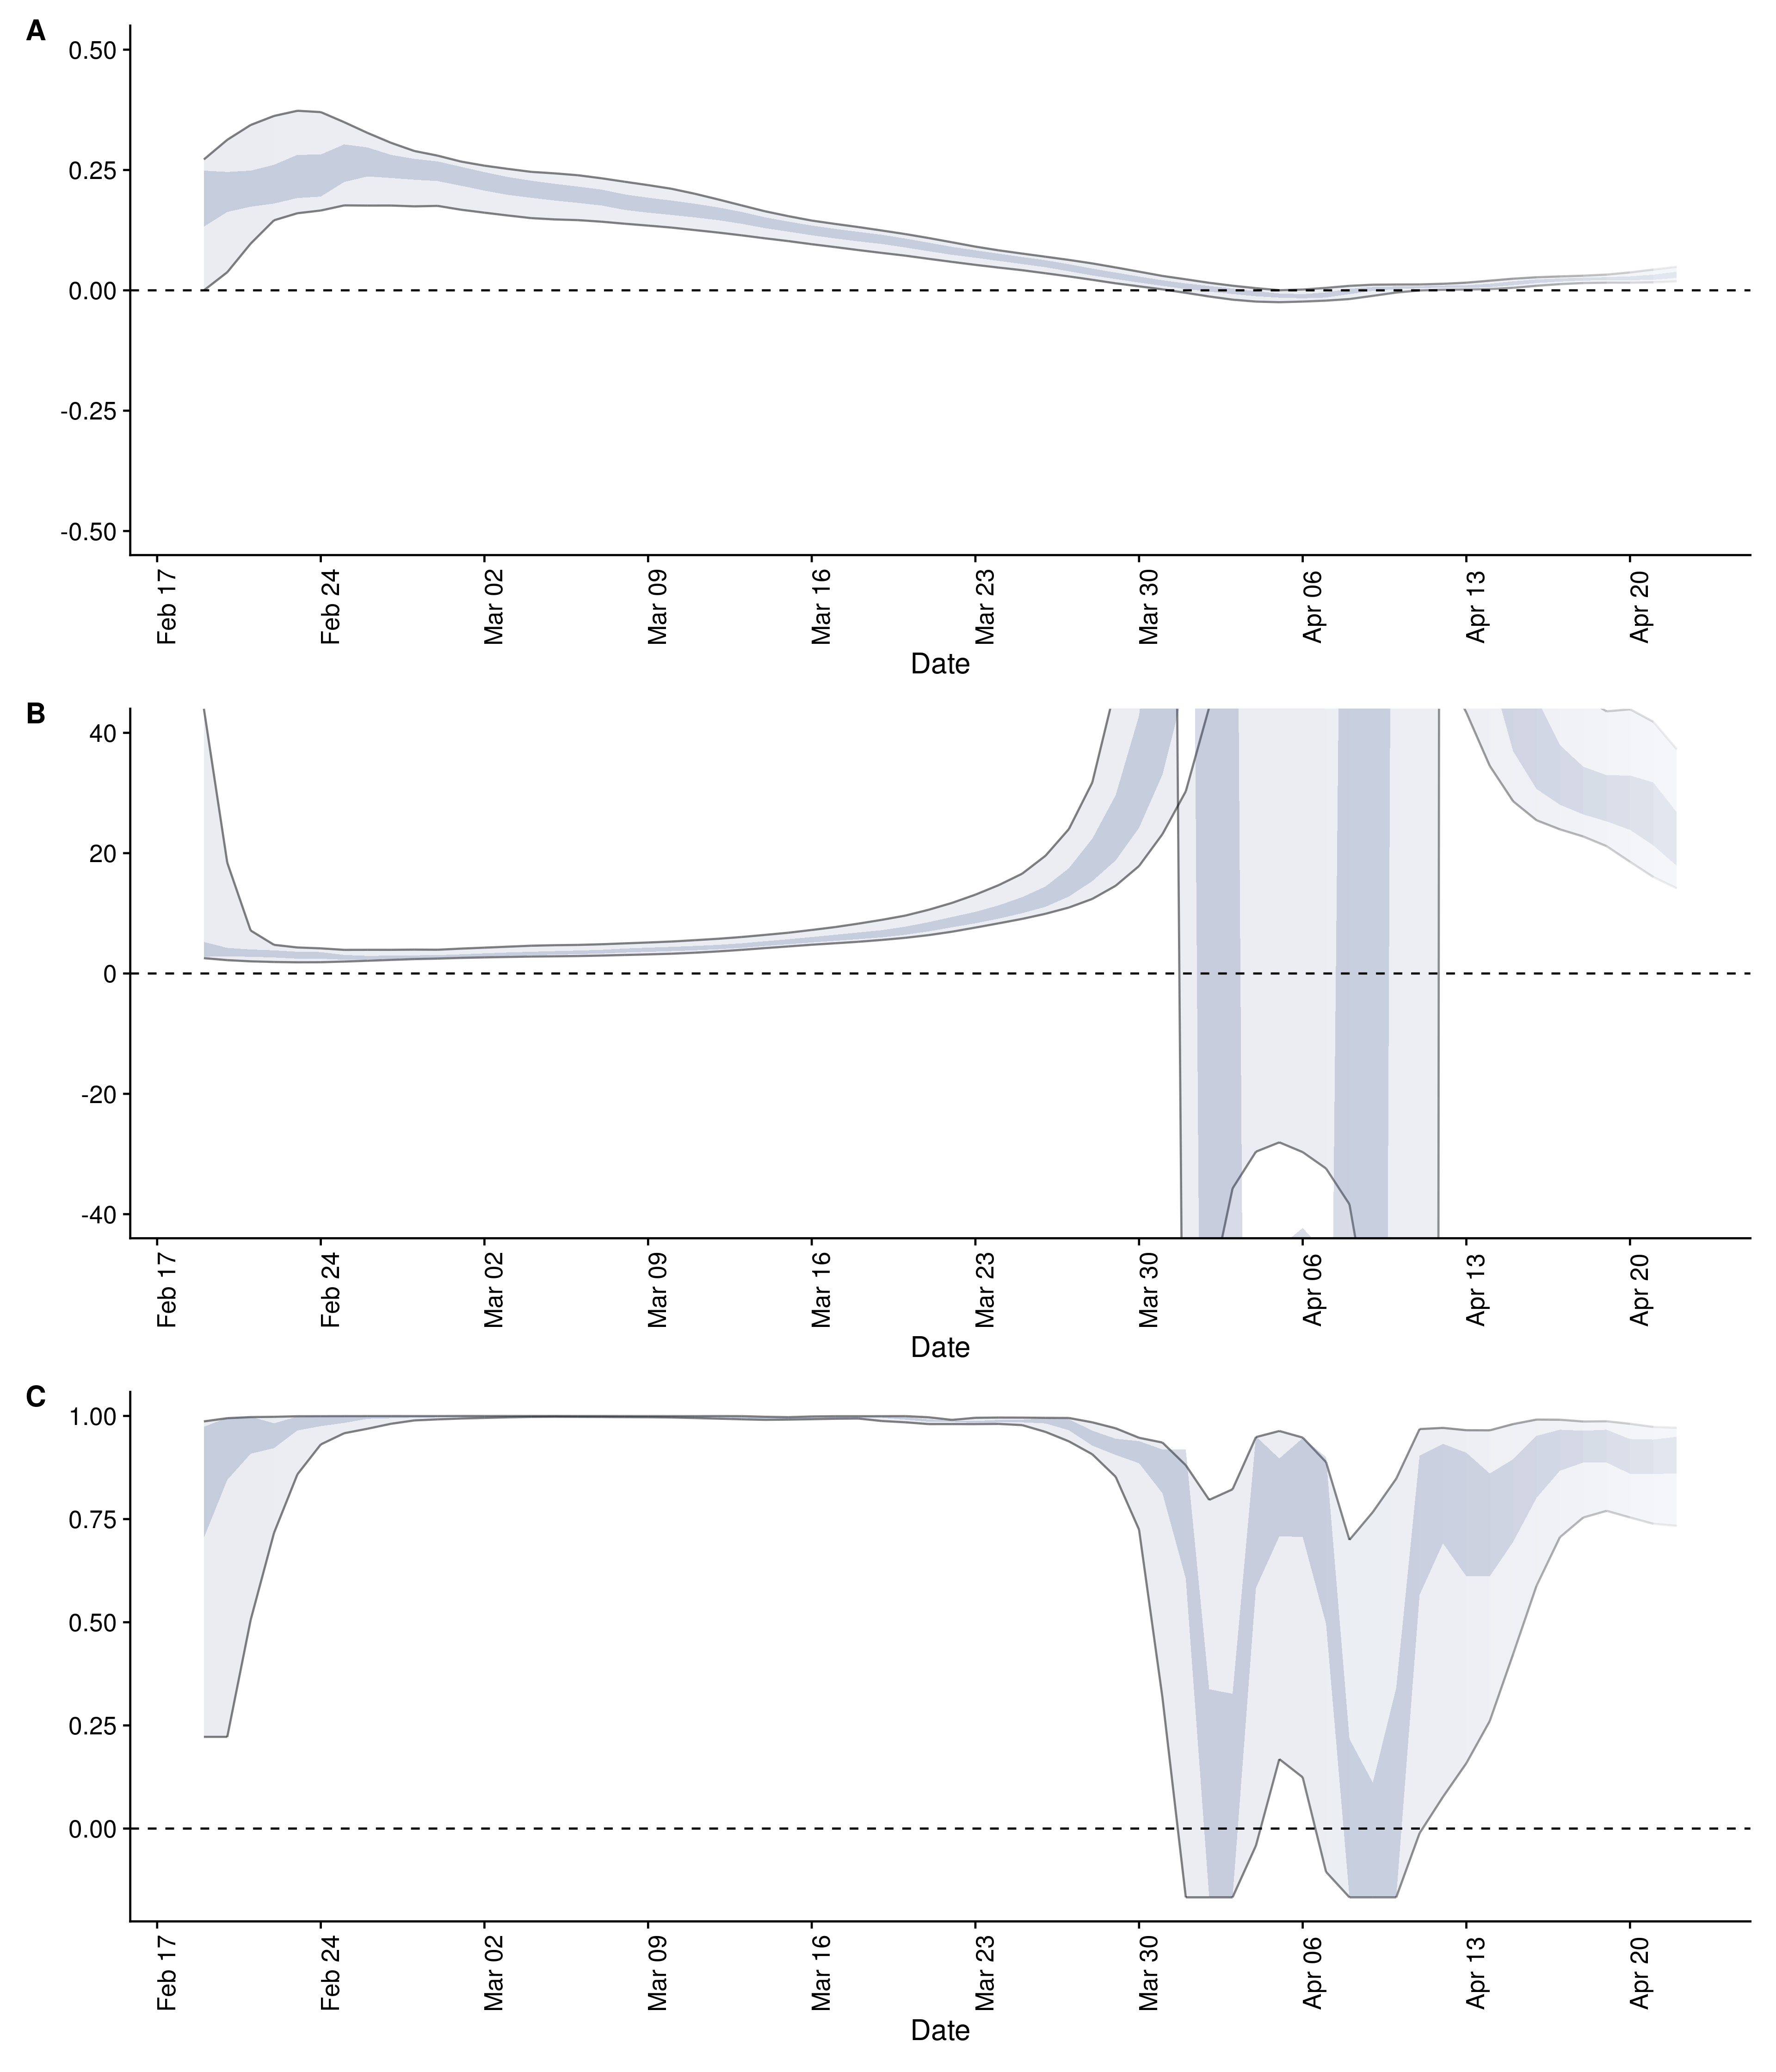 A
0.50
0.25
0.00
-0.25
-0.50
Feb 17
Feb 24
Mar 02
Mar 09
Mar 16
Mar 23
Mar 30
Apr 06
Apr 13
Apr 20
Date
B
40
20
0
-20
-40
Feb 17
Feb 24
Mar 02
Mar 09
Mar 16
Mar 23
Mar 30
Apr 06
Apr 13
Apr 20
Date
C
1.00
0.75
0.50
0.25
0.00
Feb 17
Feb 24
Mar 02
Mar 09
Mar 16
Mar 23
Mar 30
Apr 06
Apr 13
Apr 20
Date